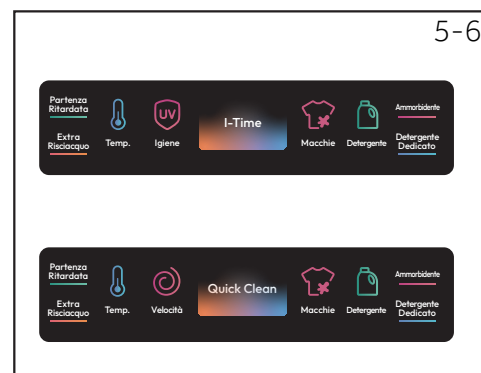 5-6
Partenza
Ritardata
Extra
Risciacquo
Temp.
UV
Igiene
I-Time
Macchie
Detergente
Ammorbidente
Detergente
Dedicato
Partenza
Ritardata
Extra
Risciacquo
Temp.
Velocità
Quick Clean
Macchie
Detergente
Ammorbidente
Detergente
Dedicato